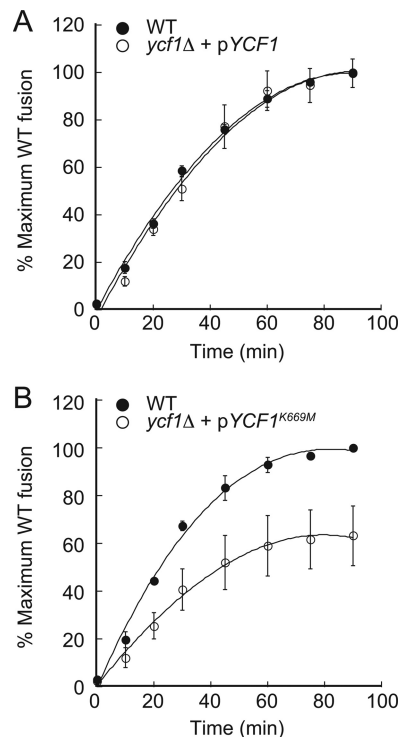 A
WT
ycf1Δ + pYCF1
% Maximum WT fusion
120
100
80
60
40
20
0
0 20 40 60 80 100
Time (min)
B
WT
ycf1Δ + pYCF1^K669M
% Maximum WT fusion
120
100
80
60
40
20
0
0 20 40 60 80 100
Time (min)